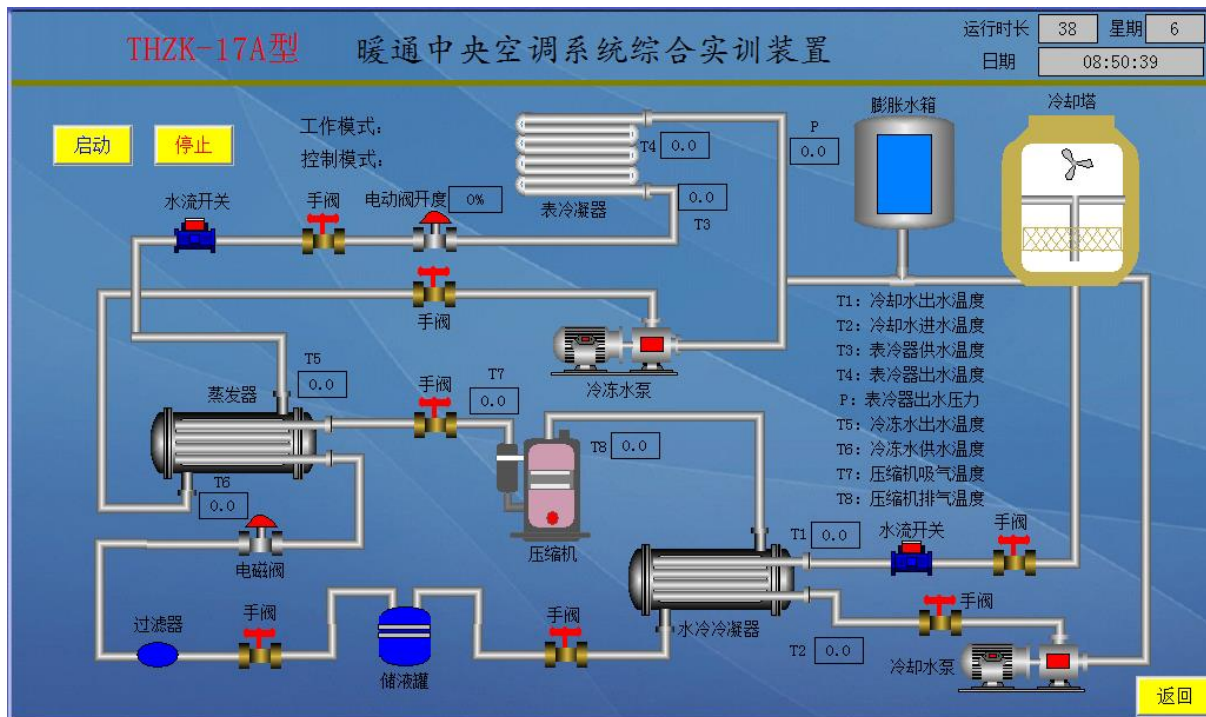 THZK-17A型 暖通中央空调系统综合实训装置
运行时长 38 星期 6
日期 08:50:39
启动 停止
工作模式：
控制模式：
水流开关 手阀 电动阀开度 0%
T4 0.0
表冷凝器
0.0
T3
P
0.0
膨胀水箱
冷却塔
手阀
冷冻水泵
T1：冷却水出水温度
T2：冷却水进水温度
T3：表冷器供水温度
T4：表冷器出水温度
P：表冷器出水压力
T5：冷冻水出水温度
T6：冷冻水供水温度
T7：压缩机吸气温度
T8：压缩机排气温度
T5
0.0
蒸发器
手阀
T7
0.0
T8 0.0
T6
0.0
电磁阀
压缩机
T1 0.0
水流开关
手阀
过滤器
手阀
储液罐
手阀
水冷冷凝器
手阀
T2 0.0
冷却水泵
返回